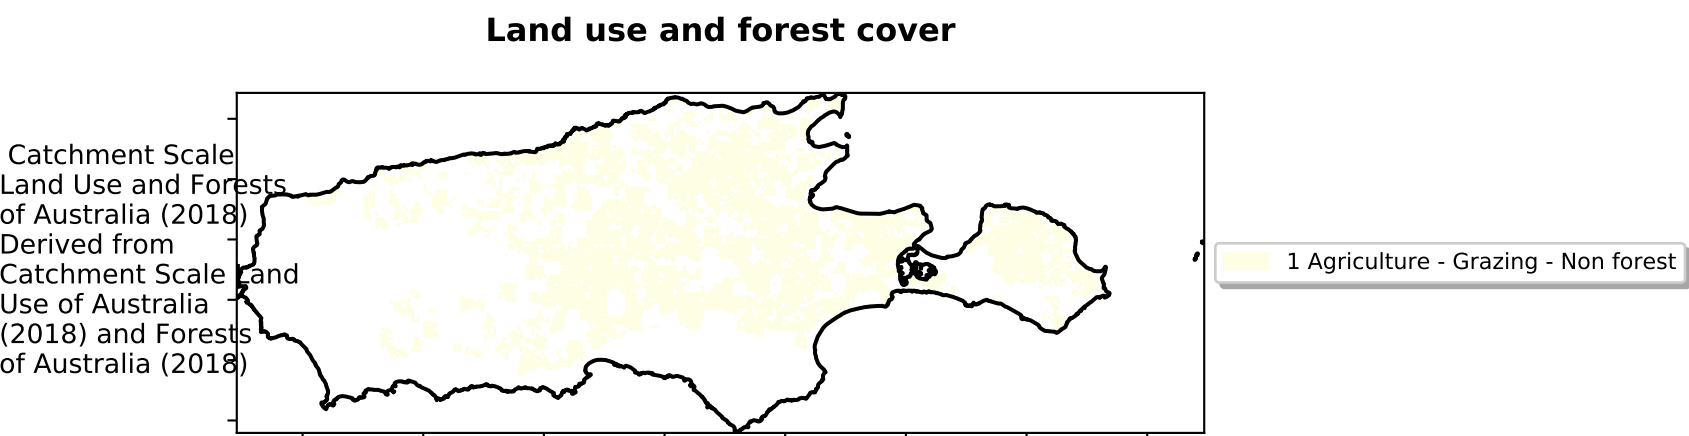 Land use and forest cover
Catchment Scale
Land Use and Forests
of Australia (2018)
Derived from
Catchment Scale Land
Use of Australia
(2018) and Forests
of Australia (2018)
1 Agriculture - Grazing - Non forest